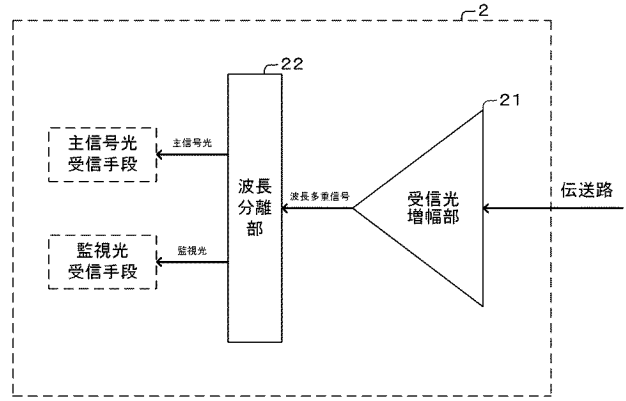 2
22
21
主信号光
受信手段
主信号光
波長
分離
部
波長多重信号
受信光
増幅部
伝送路
監視光
受信手段
監視光